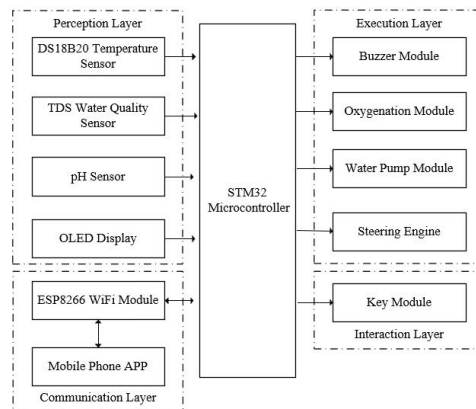 Perception Layer
DS18B20 Temperature
Sensor
TDS Water Quality
Sensor
pH Sensor
OLED Display
ESP8266 WiFi Module
Mobile Phone APP
Communication Layer
STM32
Microcontroller
Execution Layer
Buzzer Module
Oxygenation Module
Water Pump Module
Steering Engine
Key Module
Interaction Layer